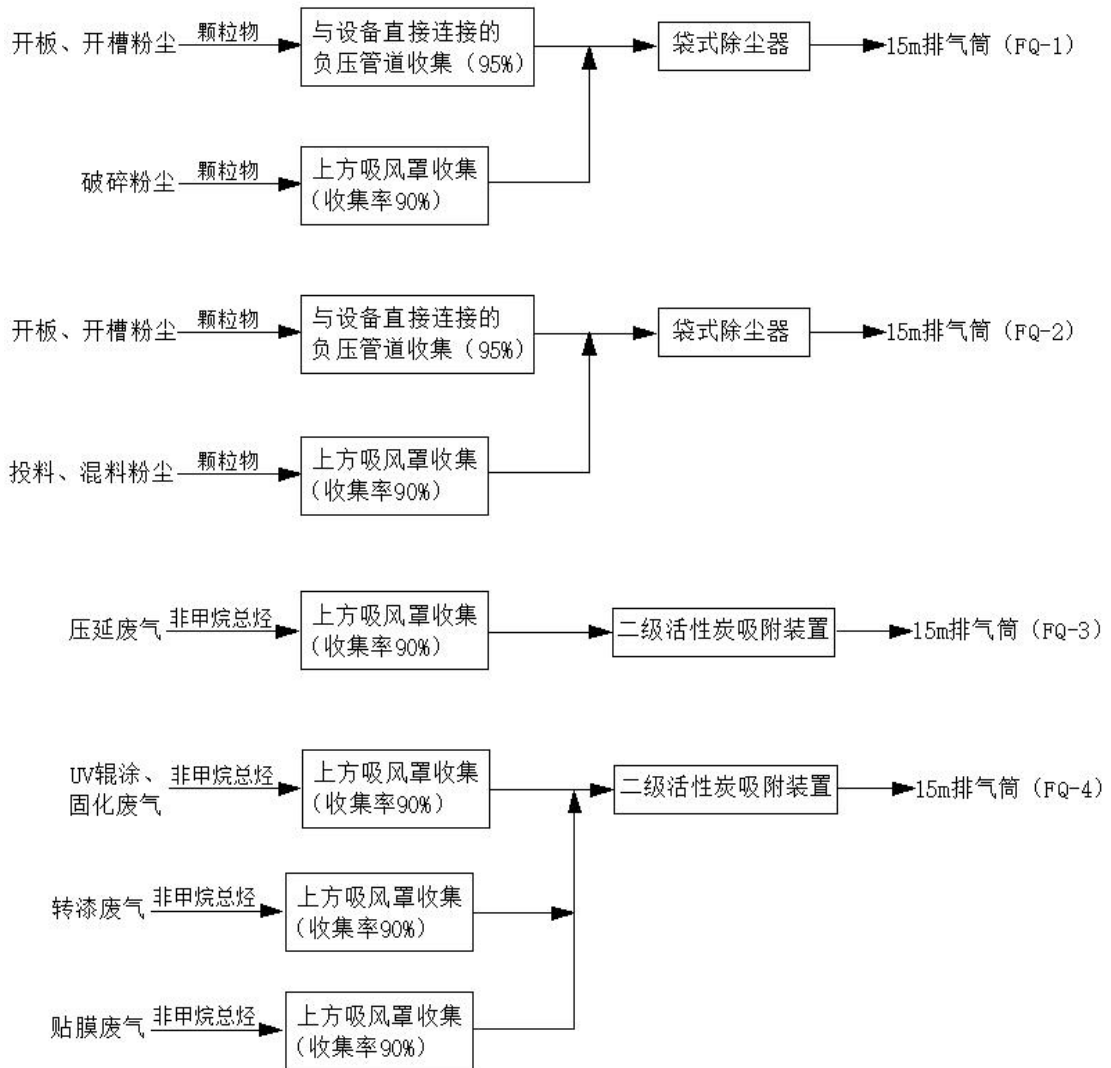 开板、开槽粉尘
颗粒物
与设备直接连接的
负压管道收集（95%）
袋式除尘器
15m排气筒（FQ-1）
破碎粉尘
颗粒物
上方吸风罩收集
（收集率90%）
开板、开槽粉尘
颗粒物
与设备直接连接的
负压管道收集（95%）
袋式除尘器
15m排气筒（FQ-2）
投料、混料粉尘
颗粒物
上方吸风罩收集
（收集率90%）
压延废气
非甲烷总烃
上方吸风罩收集
（收集率90%）
二级活性炭吸附装置
15m排气筒（FQ-3）
UV辊涂、
固化废气
非甲烷总烃
上方吸风罩收集
（收集率90%）
二级活性炭吸附装置
15m排气筒（FQ-4）
转漆废气
非甲烷总烃
上方吸风罩收集
（收集率90%）
贴膜废气
非甲烷总烃
上方吸风罩收集
（收集率90%）